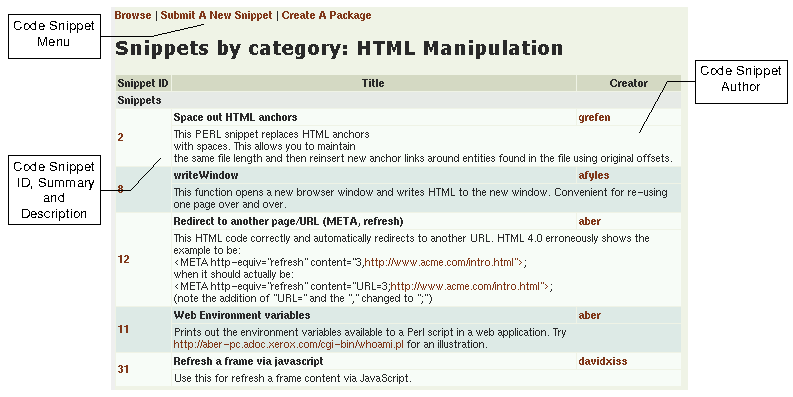 Code Snippet
Menu
Browse | Submit A New Snippet | Create A Package
Snippets by category: HTML Manipulation
Snippet ID Title Creator
Snippets
Code Snippet
Author
Space out HTML anchors grefen
2
This PERL snippet replaces HTML anchors
with spaces. This allows you to maintain
the same file length and then reinsert new anchor links around entities found in the file using original offsets.
Code Snippet
ID, Summary
and
Description
writeWindow afyles
8
This function opens a new browser window and writes HTML to the new window. Convenient for re-using
one page over and over.
Redirect to another page/URL (META, refresh) aber
12
This HTML code correctly and automatically redirects to another URL. HTML 4.0 erroneously shows the
example to be:
<META http-equiv="refresh" content="3,http://www.acme.com/intro.html">;
when it should actually be:
<META http-equiv="refresh" content="URL=3;http://www.acme.com/intro.html">;
(note the addition of "URL=" and the "," changed to ";")
Web Environment variables aber
11
Prints out the environment variables available to a Perl script in a web application. Try
http://aber-pc.adoc.xerox.com/cgi-bin/whoami.pl for an illustration.
Refresh a frame via javascript davidxiss
31
Use this for refresh a frame content via JavaScript.